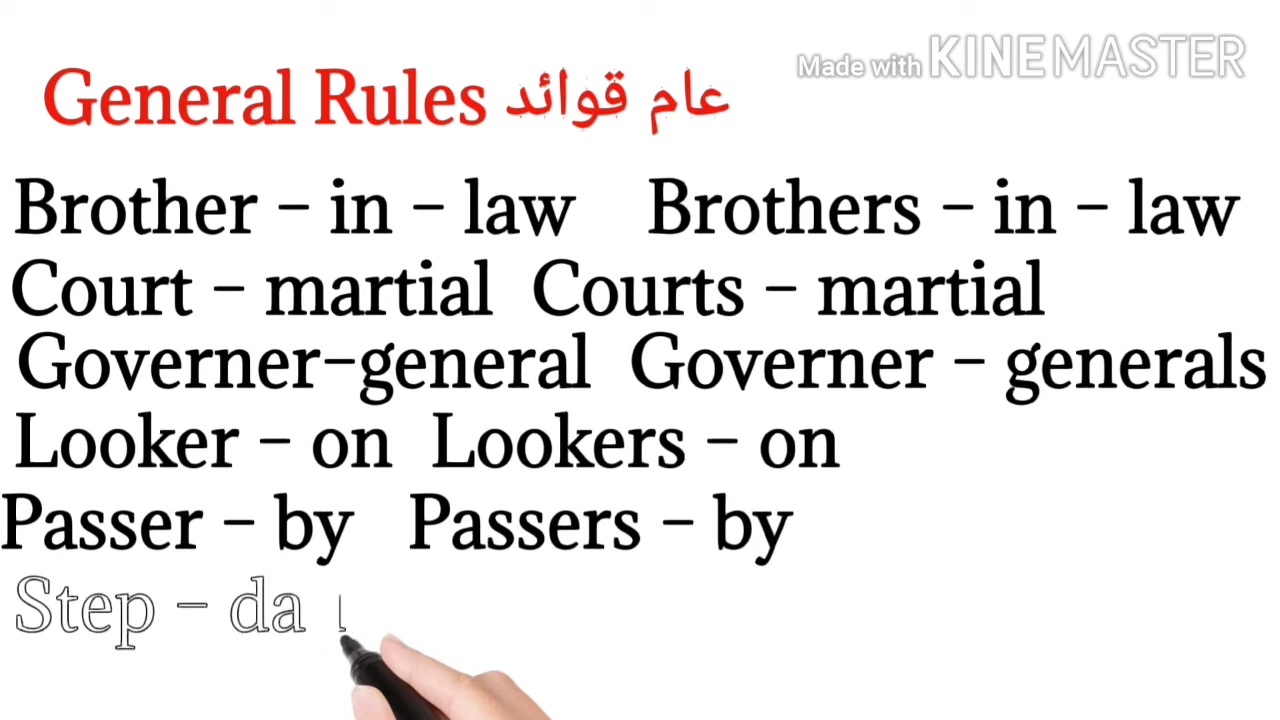 Made with KINEMASTER
General Rules عام قوائد
Brother - in - law Brothers - in - law
Court - martial Courts - martial
Governer-general Governer - generals
Looker - on Lookers - on
Passer - by Passers - by
Step - da